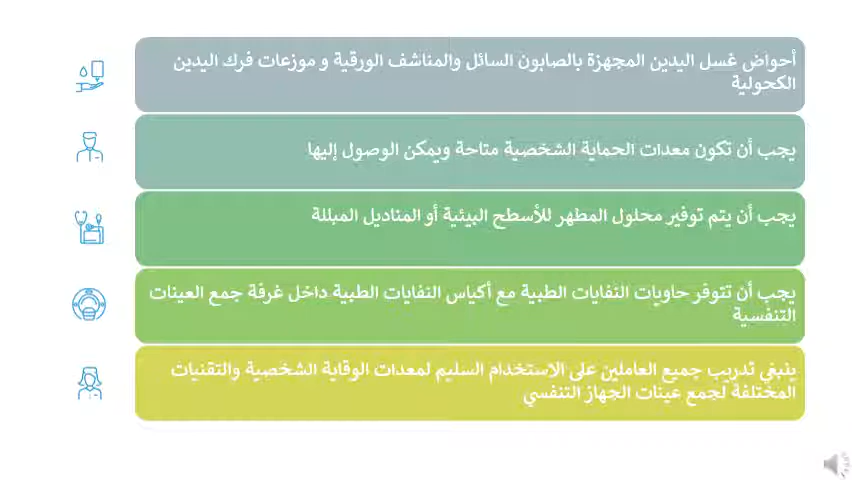 أحواض غسل اليدين المجهزة بالصابون السائل والمناشف الورقية و موزعات فرك اليدين
الكحولية
يجب أن تكون معدات الحماية الشخصية متاحة ويمكن الوصول إليها
يجب أن يتم توفير محلول المطهر للأسطح البيئية أو المناديل المبللة
يجب أن تتوفر حاويات النفايات الطبية مع أكياس النفايات الطبية داخل غرفة جمع العينات
التنفسية
ينبغي تدريب جميع العاملين على الاستخدام السليم لمعدات الوقاية الشخصية والتقنيات
المختلفة لجمع عينات الجهاز التنفسي